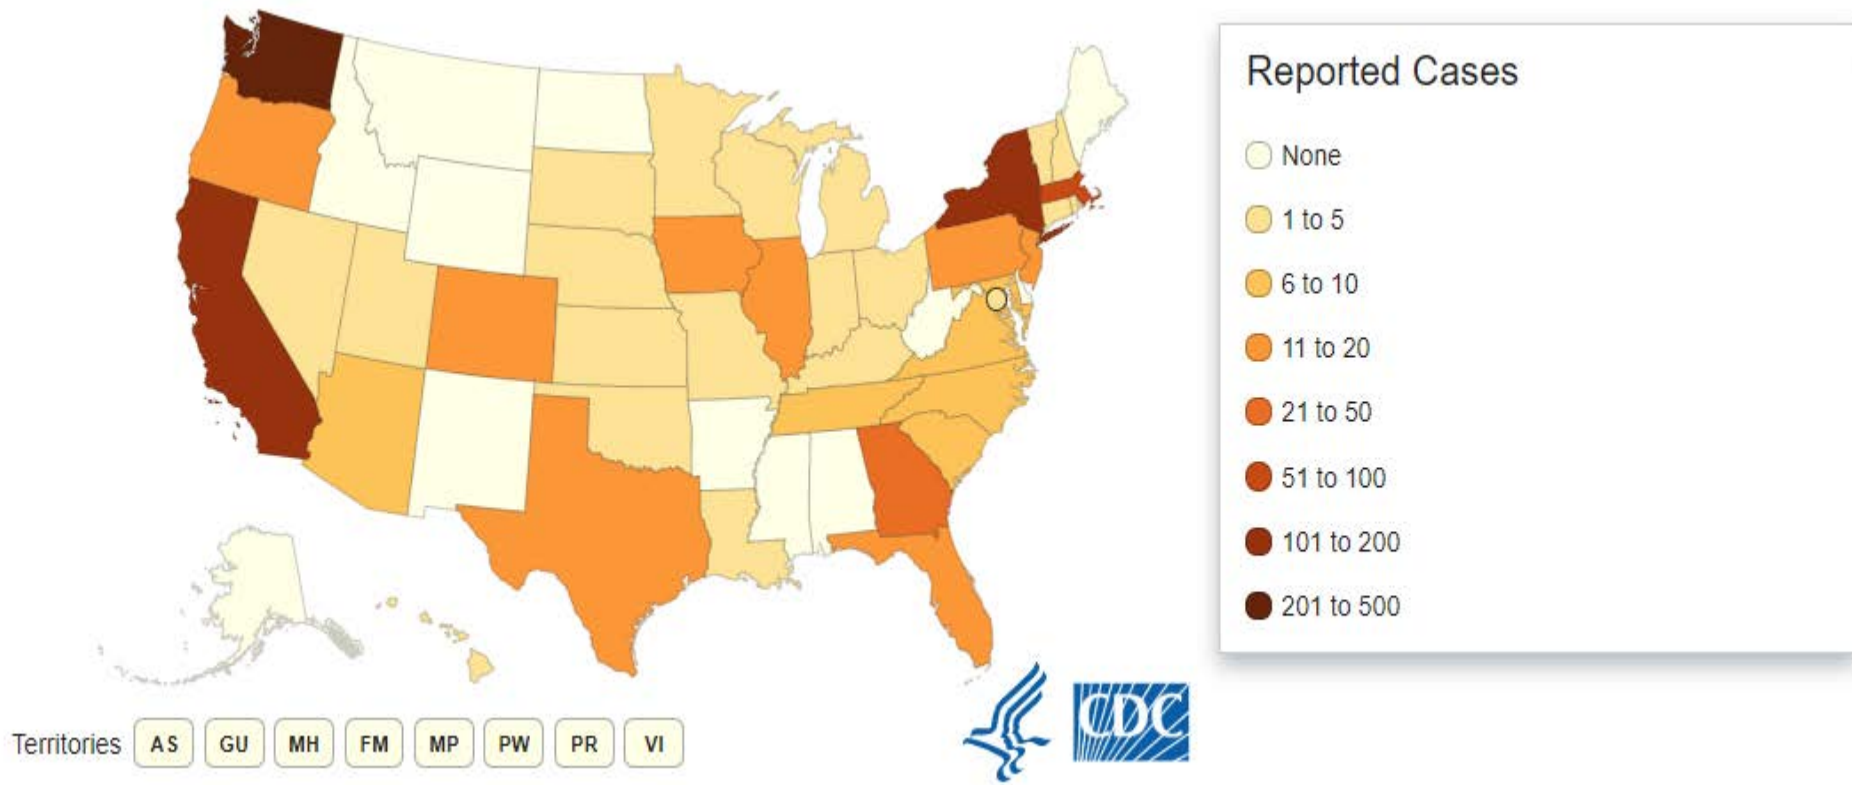 Reported Cases
None
1 to 5
6 to 10
11 to 20
21 to 50
51 to 100
101 to 200
201 to 500
Territories AS GU MH FM MP PW PR VI
CDC